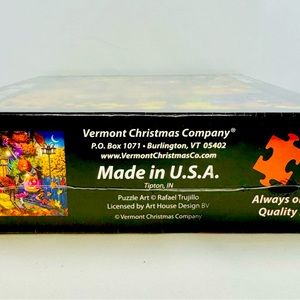 Vermont Christmas Company®
P.O. Box 1071 • Burlington, VT 05402
www.VermontChristmasCo.com
Made in U.S.A.
Tipton, IN
Puzzle Art © Rafael Trujillo
Licensed by Art House Design BV
© Vermont Christmas Company
Always on
Quality